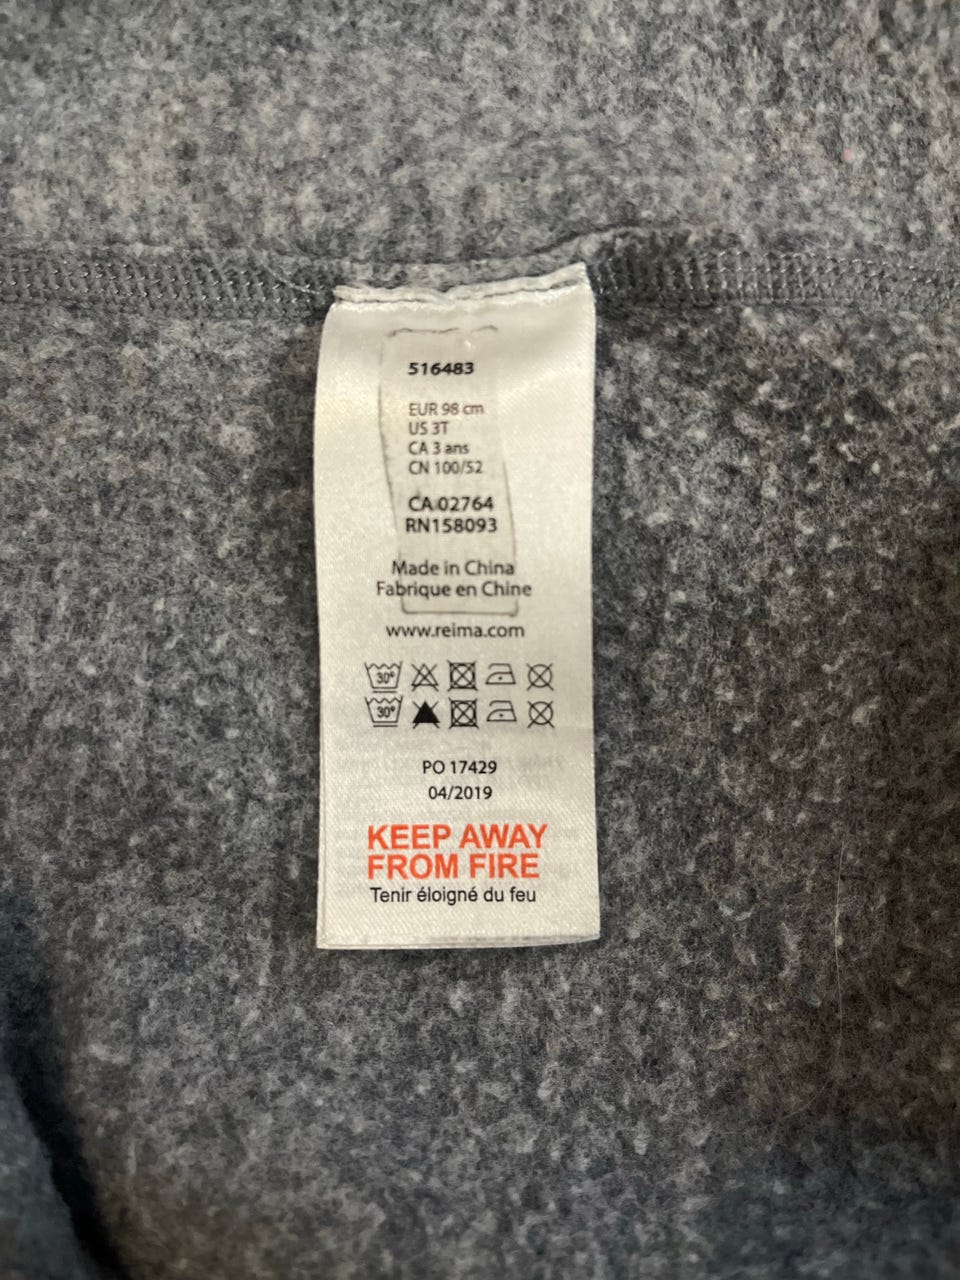 516483
EUR 98 cm
US 3T
CA 3 ans
CN 100/52
CA 02764
RN158093
Made in China
Fabrique en Chine
www.reima.com
30°
30°
PO 17429
04/2019
KEEP AWAY
FROM FIRE
Tenir éloigné du feu